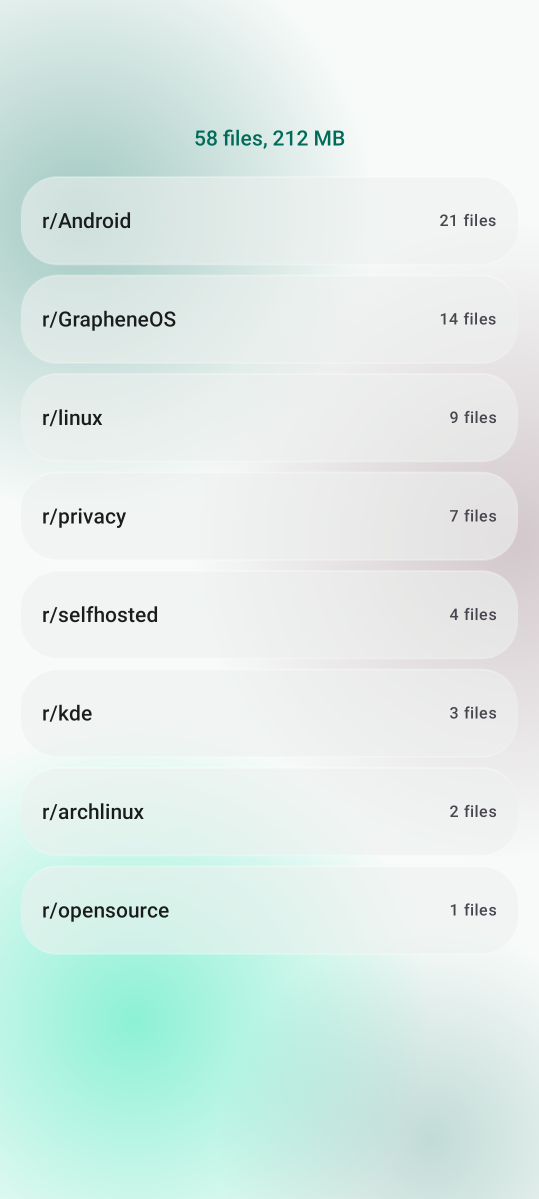 58 files, 212 MB
r/Android 21 files
r/GrapheneOS 14 files
r/linux 9 files
r/privacy 7 files
r/selfhosted 4 files
r/kde 3 files
r/archlinux 2 files
r/opensource 1 files